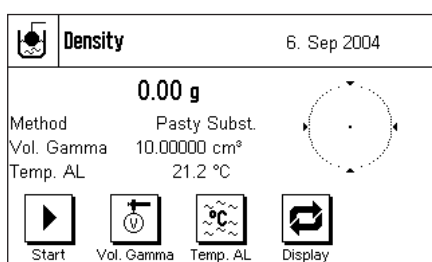 Density 6. Sep 2004
0.00 g
Method Pasty Subst.
Vol. Gamma 10.00000 cm³
Temp. AL 21.2 °C
V °C
Start Vol. Gamma Temp. AL Display